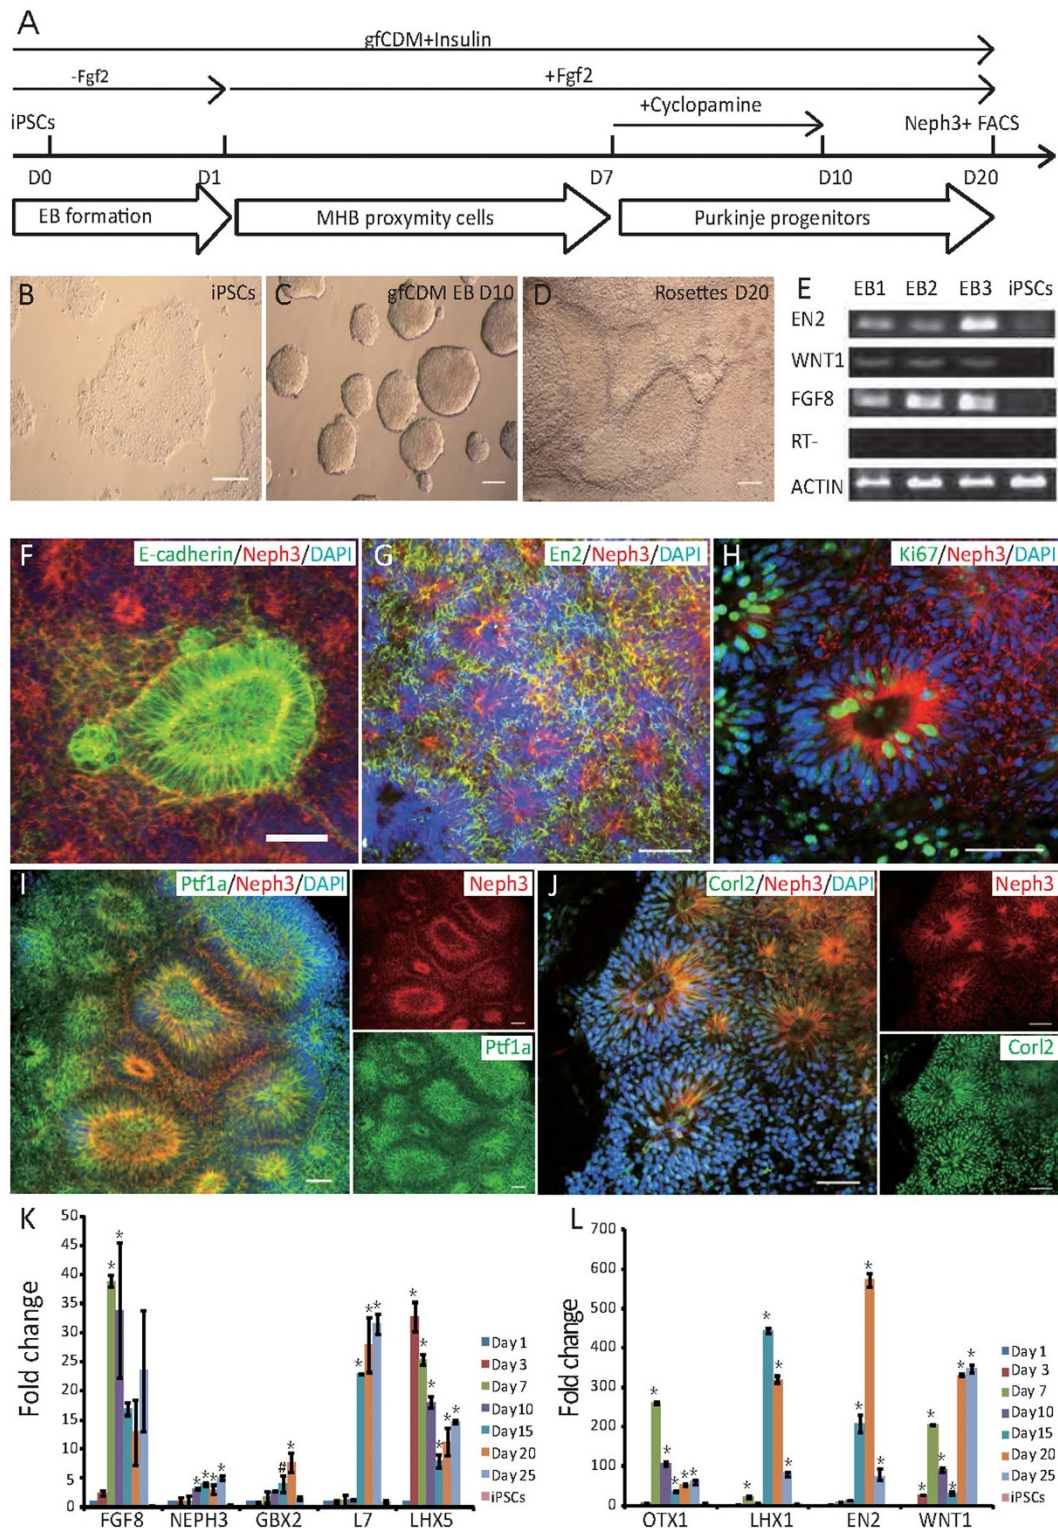 A
gfCDM+Insulin
-Fgf2
+Fgf2
+Cyclopamine
iPSCs
Neph3+ FACS
D0
D1
D7
D10
D20
EB formation
MHB proxymity cells
Purkinje progenitors
B
iPSCs
C
gfCDM EB D10
D
Rosettes D20
E
EB1 EB2 EB3 iPSCs
EN2
WNT1
FGF8
RT-
ACTIN
F
E-cadherin/Neph3/DAPI
G
En2/Neph3/DAPI
H
Ki67/Neph3/DAPI
I
Ptf1a/Neph3/DAPI
Neph3
Ptf1a
J
Corl2/Neph3/DAPI
Neph3
Corl2
K
Fold change
50
45
40
35
30
25
20
15
10
5
0
* * * * * * # * * * * * * * * * *
FGF8 NEPH3 GBX2 L7 LHX5
Day 1
Day 3
Day 7
Day10
Day15
Day 20
Day 25
iPSCs
L
Fold change
700
600
500
400
300
200
100
0
* * * * * * * * * * * * * * * * * *
OTX1 LHX1 EN2 WNT1
Day 1
Day 3
Day 7
Day10
Day15
Day 20
Day 25
iPSCs